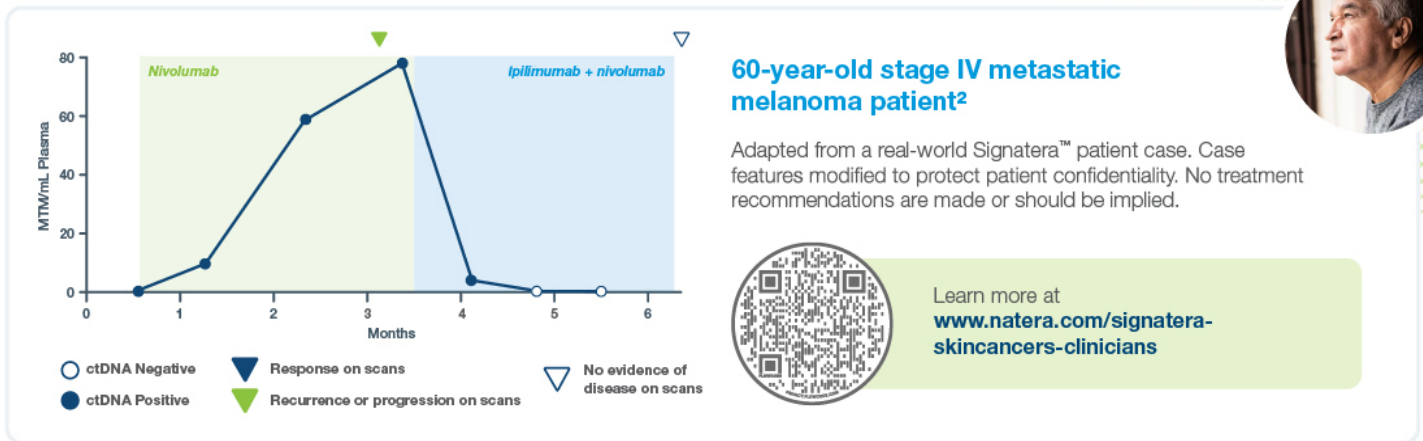 Nivolumab
Ipilimumab + nivolumab
80
60
40
20
0
MTM/mL Plasma
0 1 2 3 4 5 6
Months
ctDNA Negative
ctDNA Positive
Response on scans
Recurrence or progression on scans
No evidence of
disease on scans
60-year-old stage IV metastatic
melanoma patient²
Adapted from a real-world Signatera™ patient case. Case
features modified to protect patient confidentiality. No treatment
recommendations are made or should be implied.
Learn more at
www.natera.com/signatera-
skincancers-clinicians